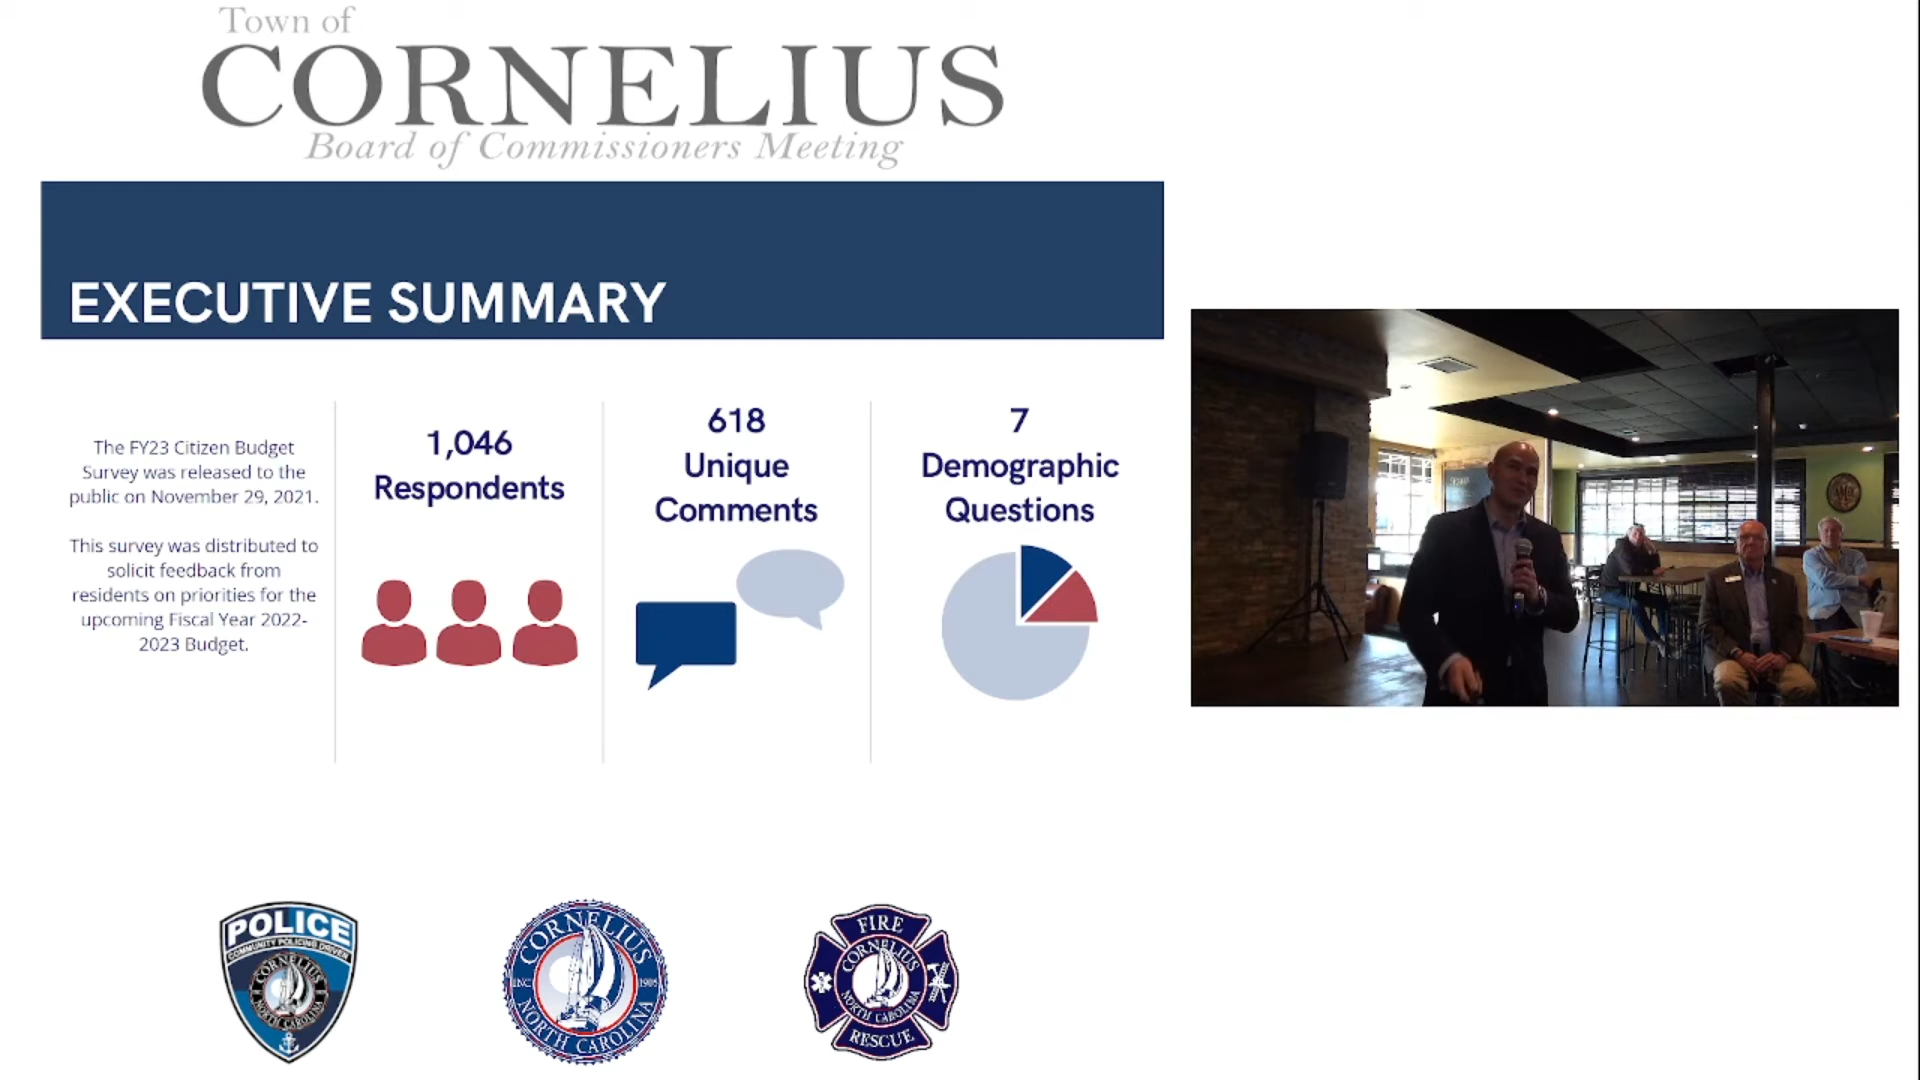 Town of
CORNELIUS
Board of Commissioners Meeting
EXECUTIVE SUMMARY
The FY23 Citizen Budget
Survey was released to the
public on November 29, 2021.
This survey was distributed to
solicit feedback from
residents on priorities for the
upcoming Fiscal Year 2022-
2023 Budget.
1,046
Respondents
618
Unique
Comments
7
Demographic
Questions
POLICE
COMMUNITY POLICING DRIVEN
CORNELIUS
NORTH CAROLINA
CORNELIUS
INC 1905
NORTH CAROLINA
FIRE
CORNELIUS
NORTH CAROLINA
RESCUE